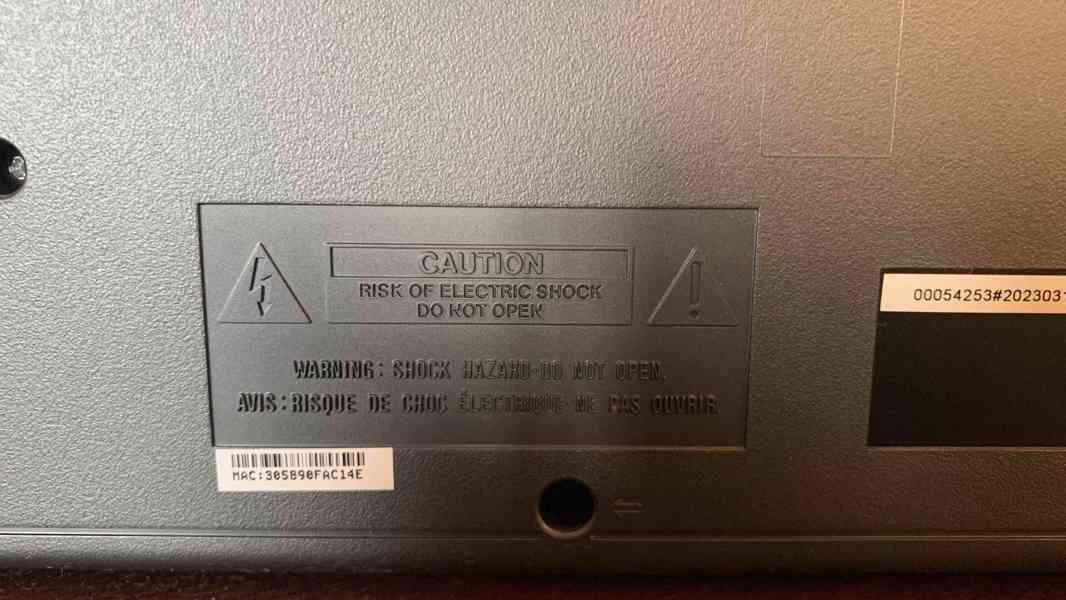 CAUTION
RISK OF ELECTRIC SHOCK
DO NOT OPEN
WARNING: SHOCK HAZARD-DO NOT OPEN.
AVIS: RISQUE DE CHOC ÉLECTRIQUE-NE PAS OUVRIR
MAC:305890FAC14E
00054253#2023031